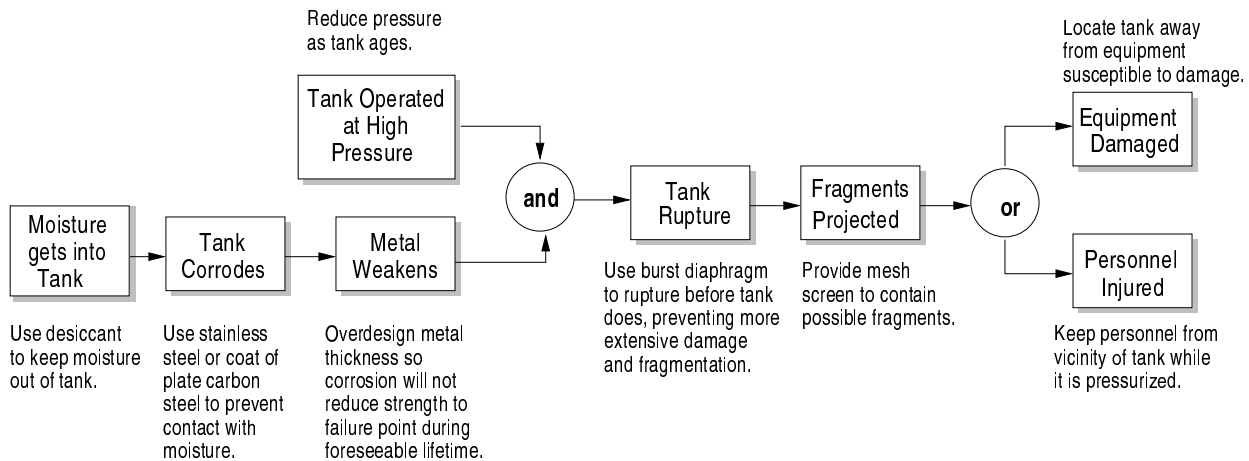 Reduce pressure
as tank ages.
Tank Operated
at High
Pressure
Moisture
gets into
Tank
Use desiccant
to keep moisture
out of tank.
Tank
Corrodes
Use stainless
steel or coat of
plate carbon
steel to prevent
contact with
moisture.
Metal
Weakens
Overdesign metal
thickness so
corrosion will not
reduce strength to
failure point during
foreseeable lifetime.
and
Tank
Rupture
Use burst diaphragm
to rupture before tank
does, preventing more
extensive damage
and fragmentation.
Fragments
Projected
Provide mesh
screen to contain
possible fragments.
or
Locate tank away
from equipment
susceptible to damage.
Equipment
Damaged
Personnel
Injured
Keep personnel from
vicinity of tank while
it is pressurized.